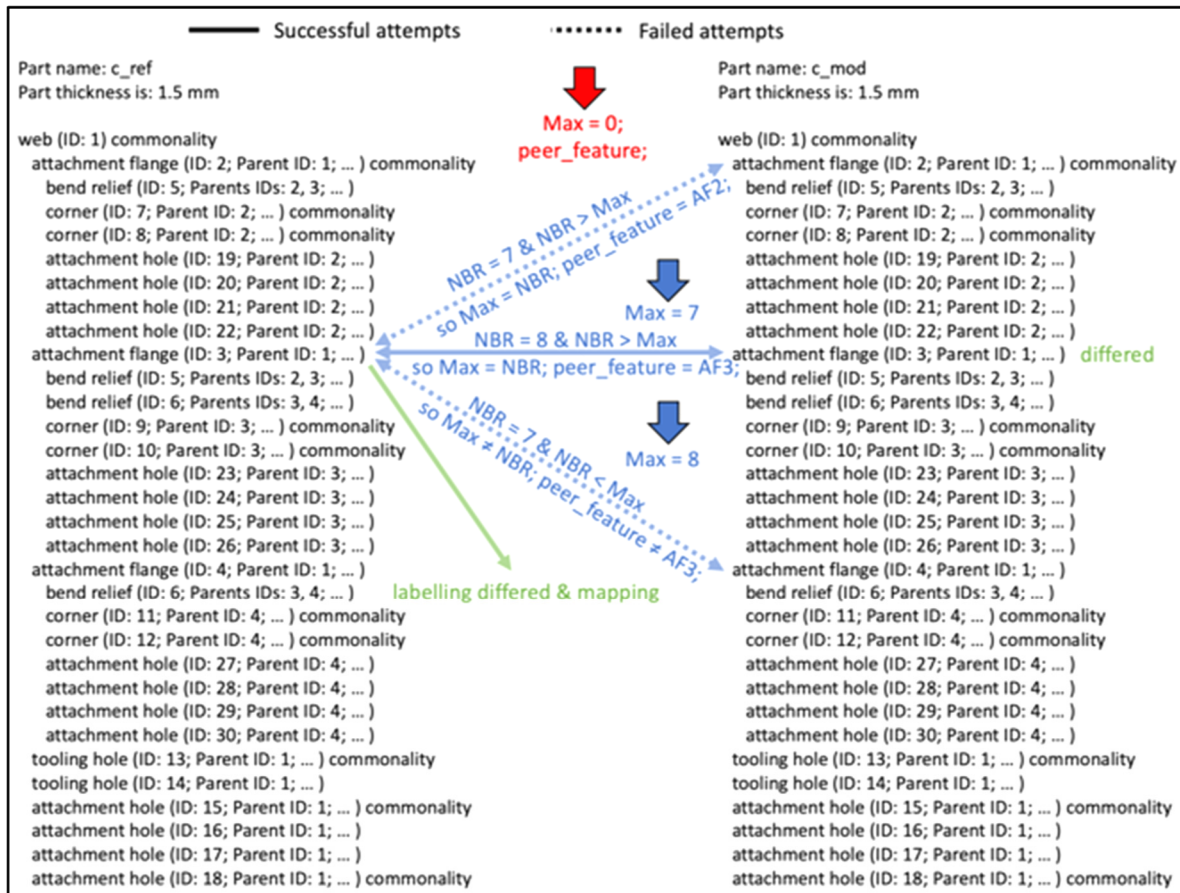 Successful attempts
Failed attempts
Part name: c_ref
Part thickness is: 1.5 mm
web (ID: 1) commonality
attachment flange (ID: 2; Parent ID: 1; ... ) commonality
bend relief (ID: 5; Parents IDs: 2, 3; ... )
corner (ID: 7; Parent ID: 2; ... ) commonality
corner (ID: 8; Parent ID: 2; ... ) commonality
attachment hole (ID: 19; Parent ID: 2; ... )
attachment hole (ID: 20; Parent ID: 2; ... )
attachment hole (ID: 21; Parent ID: 2; ... )
attachment hole (ID: 22; Parent ID: 2; ... )
attachment flange (ID: 3; Parent ID: 1; ... )
bend relief (ID: 5; Parents IDs: 2, 3; ... )
bend relief (ID: 6; Parents IDs: 3, 4; ... )
corner (ID: 9; Parent ID: 3; ... ) commonality
corner (ID: 10; Parent ID: 3; ... ) commonality
attachment hole (ID: 23; Parent ID: 3; ... )
attachment hole (ID: 24; Parent ID: 3; ... )
attachment hole (ID: 25; Parent ID: 3; ... )
attachment hole (ID: 26; Parent ID: 3; ... )
attachment flange (ID: 4; Parent ID: 1; ... )
bend relief (ID: 6; Parents IDs: 3, 4; ... )
corner (ID: 11; Parent ID: 4; ... ) commonality
corner (ID: 12; Parent ID: 4; ... ) commonality
attachment hole (ID: 27; Parent ID: 4; ... )
attachment hole (ID: 28; Parent ID: 4; ... )
attachment hole (ID: 29; Parent ID: 4; ... )
attachment hole (ID: 30; Parent ID: 4; ... )
tooling hole (ID: 13; Parent ID: 1; ... ) commonality
tooling hole (ID: 14; Parent ID: 1; ... )
attachment hole (ID: 15; Parent ID: 1; ... ) commonality
attachment hole (ID: 16; Parent ID: 1; ... )
attachment hole (ID: 17; Parent ID: 1; ... )
attachment hole (ID: 18; Parent ID: 1; ... ) commonality
Max = 0;
peer_feature;
NBR = 7 & NBR > Max
so Max = NBR; peer_feature = AF2;
Max = 7
NBR = 8 & NBR > Max
so Max = NBR; peer_feature = AF3;
NBR = 7 & NBR < Max
so Max ≠ NBR; peer_feature ≠ AF3;
Max = 8
labelling differed & mapping
Part name: c_mod
Part thickness is: 1.5 mm
web (ID: 1) commonality
attachment flange (ID: 2; Parent ID: 1; ... ) commonality
bend relief (ID: 5; Parents IDs: 2, 3; ... )
corner (ID: 7; Parent ID: 2; ... ) commonality
corner (ID: 8; Parent ID: 2; ... ) commonality
attachment hole (ID: 19; Parent ID: 2; ... )
attachment hole (ID: 20; Parent ID: 2; ... )
attachment hole (ID: 21; Parent ID: 2; ... )
attachment hole (ID: 22; Parent ID: 2; ... )
attachment flange (ID: 3; Parent ID: 1; ... ) differed
bend relief (ID: 5; Parents IDs: 2, 3; ... )
bend relief (ID: 6; Parents IDs: 3, 4; ... )
corner (ID: 9; Parent ID: 3; ... ) commonality
corner (ID: 10; Parent ID: 3; ... ) commonality
attachment hole (ID: 23; Parent ID: 3; ... )
attachment hole (ID: 24; Parent ID: 3; ... )
attachment hole (ID: 25; Parent ID: 3; ... )
attachment hole (ID: 26; Parent ID: 3; ... )
attachment flange (ID: 4; Parent ID: 1; ... )
bend relief (ID: 6; Parents IDs: 3, 4; ... )
corner (ID: 11; Parent ID: 4; ... ) commonality
corner (ID: 12; Parent ID: 4; ... ) commonality
attachment hole (ID: 27; Parent ID: 4; ... )
attachment hole (ID: 28; Parent ID: 4; ... )
attachment hole (ID: 29; Parent ID: 4; ... )
attachment hole (ID: 30; Parent ID: 4; ... )
tooling hole (ID: 13; Parent ID: 1; ... ) commonality
tooling hole (ID: 14; Parent ID: 1; ... )
attachment hole (ID: 15; Parent ID: 1; ... ) commonality
attachment hole (ID: 16; Parent ID: 1; ... )
attachment hole (ID: 17; Parent ID: 1; ... )
attachment hole (ID: 18; Parent ID: 1; ... ) commonality